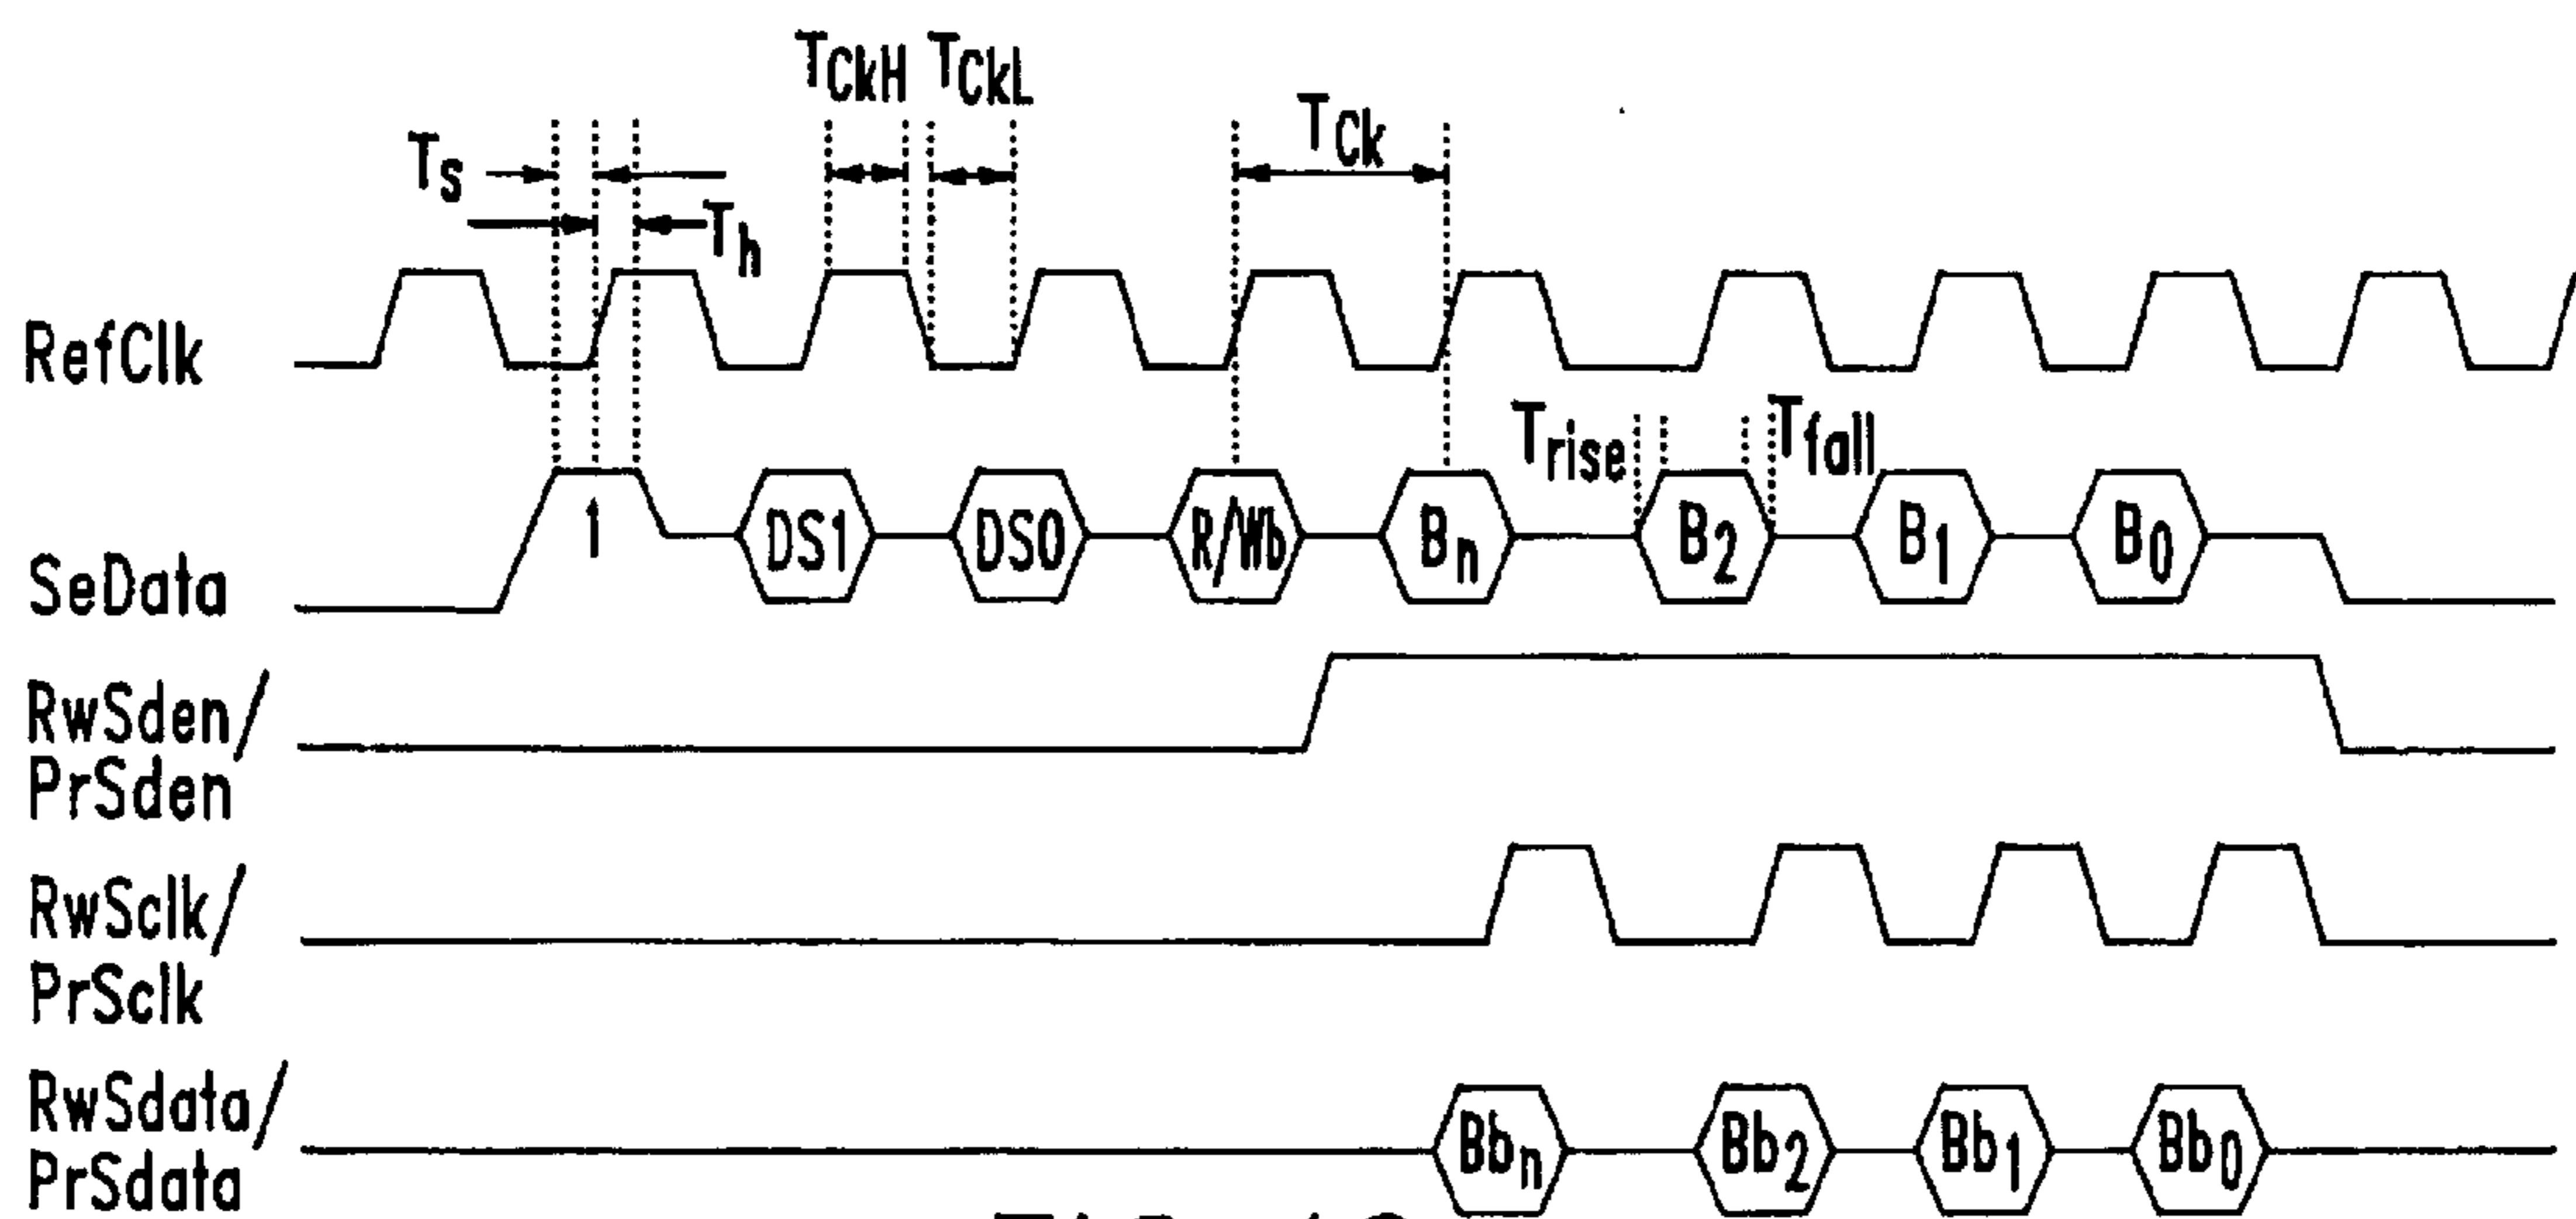 TCkH TCkL
TCk
Ts
Th
RefClk
Trise
Tfall
SeData
1 DS1 DS0 R/Wb Bn B2 B1 B0
RwSden/
PrSden
RwSclk/
PrSclk
RwSdata/
PrSdata
Bbn Bb2 Bb1 Bb0